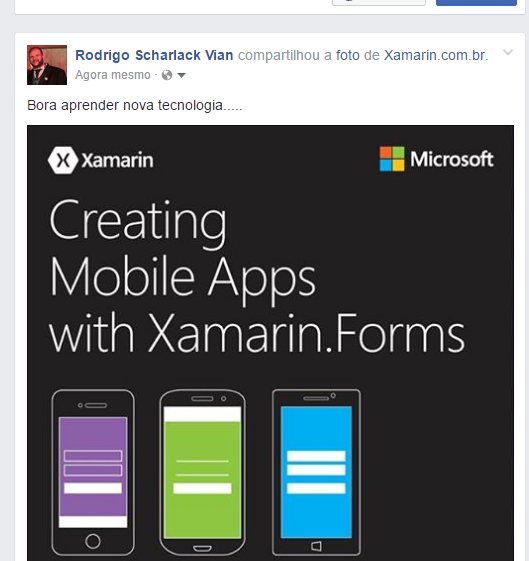 Rodrigo Scharlack Vian compartilhou a foto de Xamarin.com.br.
Agora mesmo ·
Bora aprender nova tecnologia.....
Xamarin
Microsoft
Creating
Mobile Apps
with Xamarin.Forms